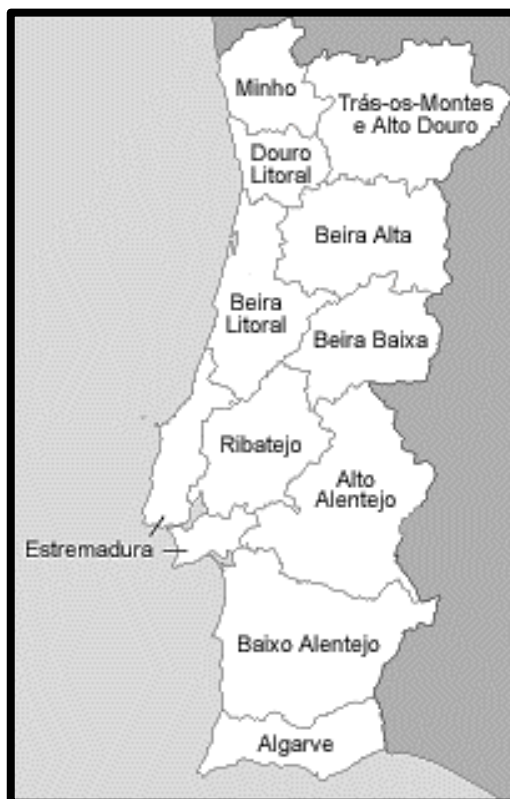 Minho
Trás-os-Montes
e Alto Douro
Douro
Litoral
Beira Alta
Beira
Litoral
Beira Baixa
Ribatejo
Alto
Alentejo
Estremadura
Baixo Alentejo
Algarve